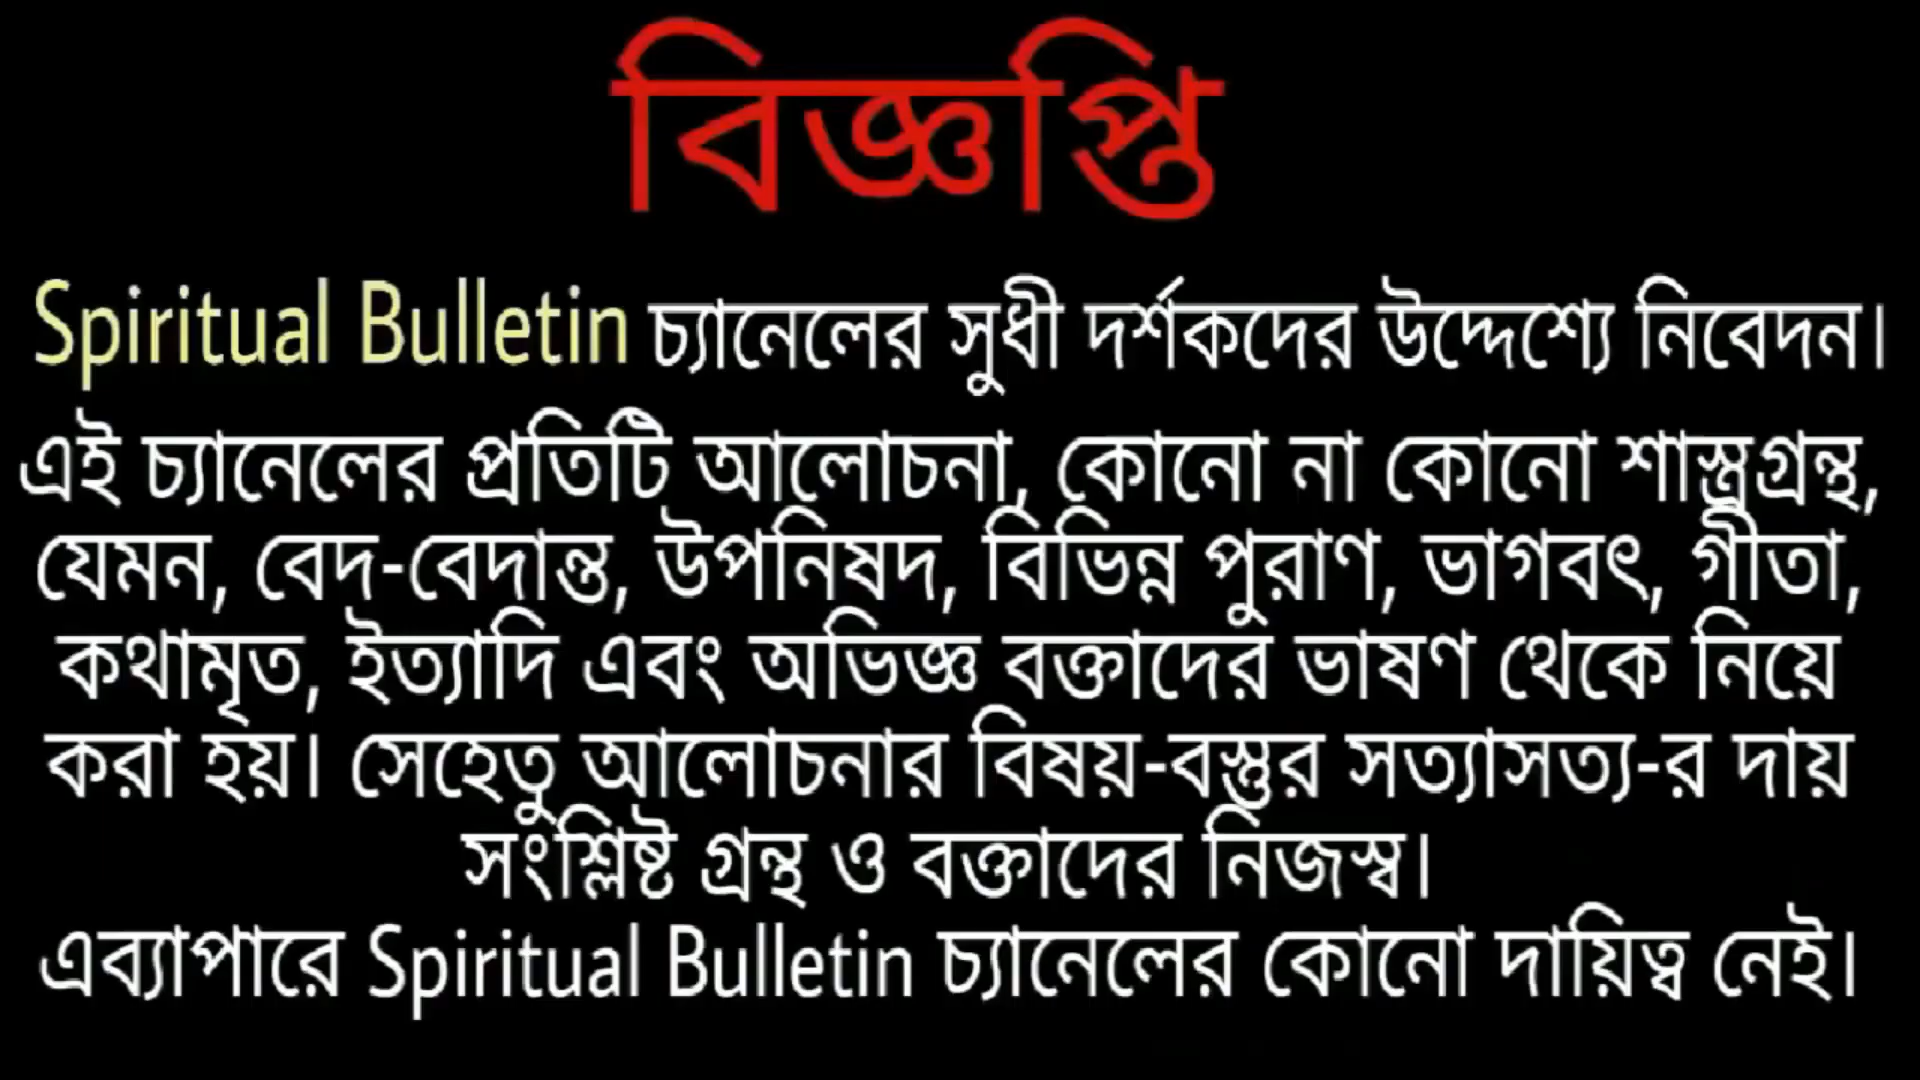 বিজ্ঞপ্তি
Spiritual Bulletin চ্যানেলের সুধী দর্শকদের উদ্দেশ্যে নিবেদন।
এই চ্যানেলের প্রতিটি আলোচনা, কোনো না কোনো শাস্ত্রগ্রন্থ,
যেমন, বেদ-বেদান্ত, উপনিষদ, বিভিন্ন পুরাণ, ভাগবৎ, গীতা,
কথামৃত, ইত্যাদি এবং অভিজ্ঞ বক্তাদের ভাষণ থেকে নিয়ে
করা হয়। সেহেতু আলোচনার বিষয়-বস্তুর সত্যাসত্য-র দায়
সংশ্লিষ্ট গ্রন্থ ও বক্তাদের নিজস্ব।
এব্যাপারে Spiritual Bulletin চ্যানেলের কোনো দায়িত্ব নেই।